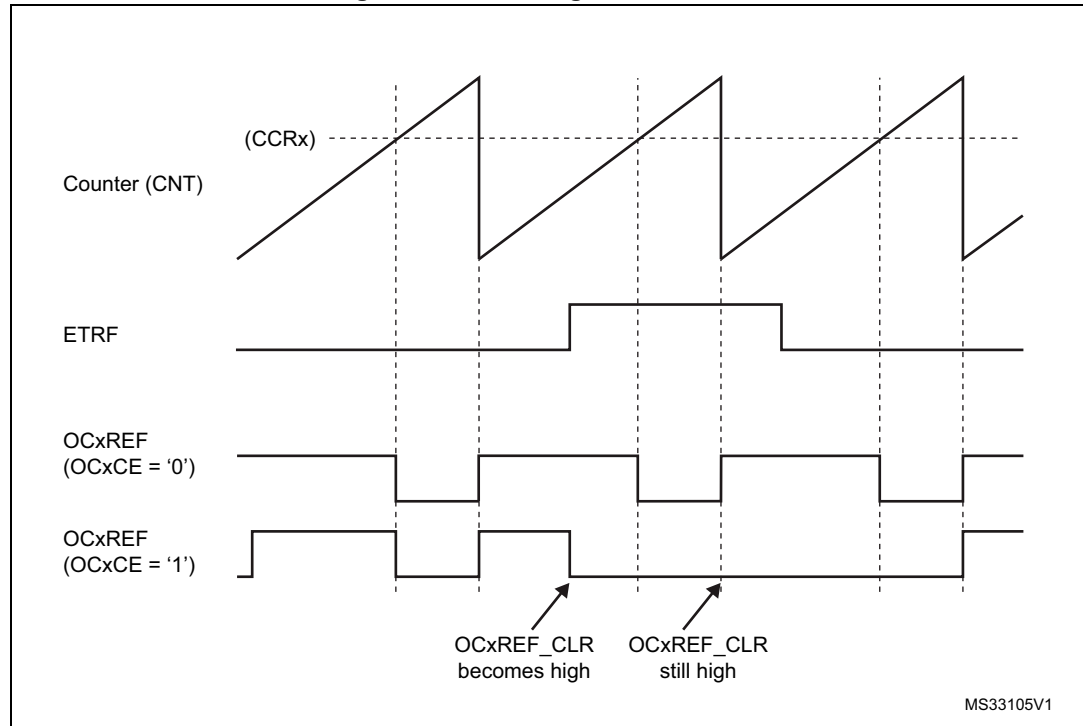 (CCRx)
Counter (CNT)
ETRF
OCxREF
(OCxCE = ‘0’)
OCxREF
(OCxCE = ‘1’)
OCxREF_CLR
becomes high
OCxREF_CLR
still high
MS33105V1